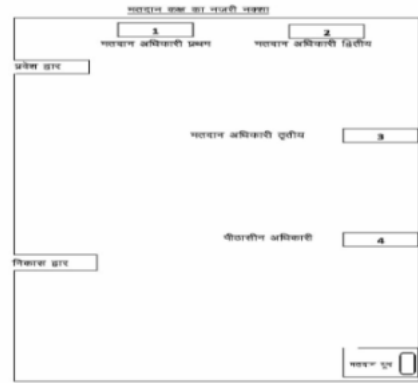 मतदान कक्ष का नजरी नक्शा
1
2
मतदान अधिकारी प्रथम
मतदान अधिकारी द्वितीय
प्रवेश द्वार
मतदान अधिकारी तृतीय
3
पीठासीन अधिकारी
4
निकास द्वार
मतदान